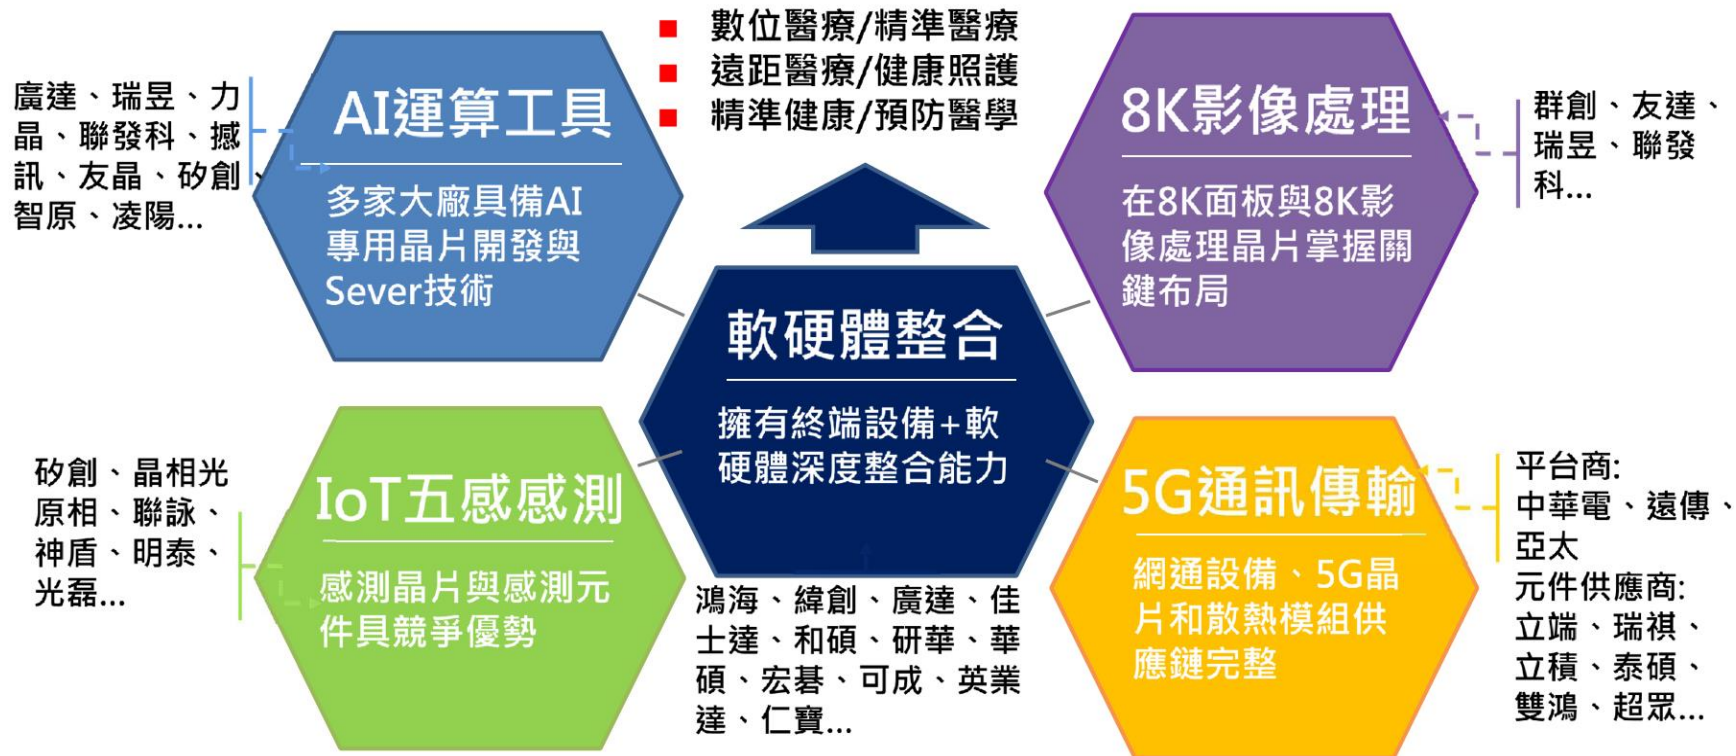 數位醫療/精準醫療
遠距醫療/健康照護
精準健康/預防醫學
廣達、瑞昱、力
晶、聯發科、撼
訊、友晶、矽創、
智原、凌陽...
AI運算工具
多家大廠具備AI
專用晶片開發與
Sever技術
8K影像處理
在8K面板與8K影
像處理晶片掌握關
鍵布局
群創、友達、
瑞昱、聯發
科...
軟硬體整合
擁有終端設備+軟
硬體深度整合能力
矽創、晶相光
原相、聯詠、
神盾、明泰、
光磊...
IoT五感感測
感測晶片與感測元
件具競爭優勢
鴻海、緯創、廣達、佳
士達、和碩、研華、華
碩、宏碁、可成、英業
達、仁寶...
5G通訊傳輸
網通設備、5G晶
片和散熱模組供
應鏈完整
平台商:
中華電、遠傳、
亞太
元件供應商:
立端、瑞祺、
立積、泰碩、
雙鴻、超眾...